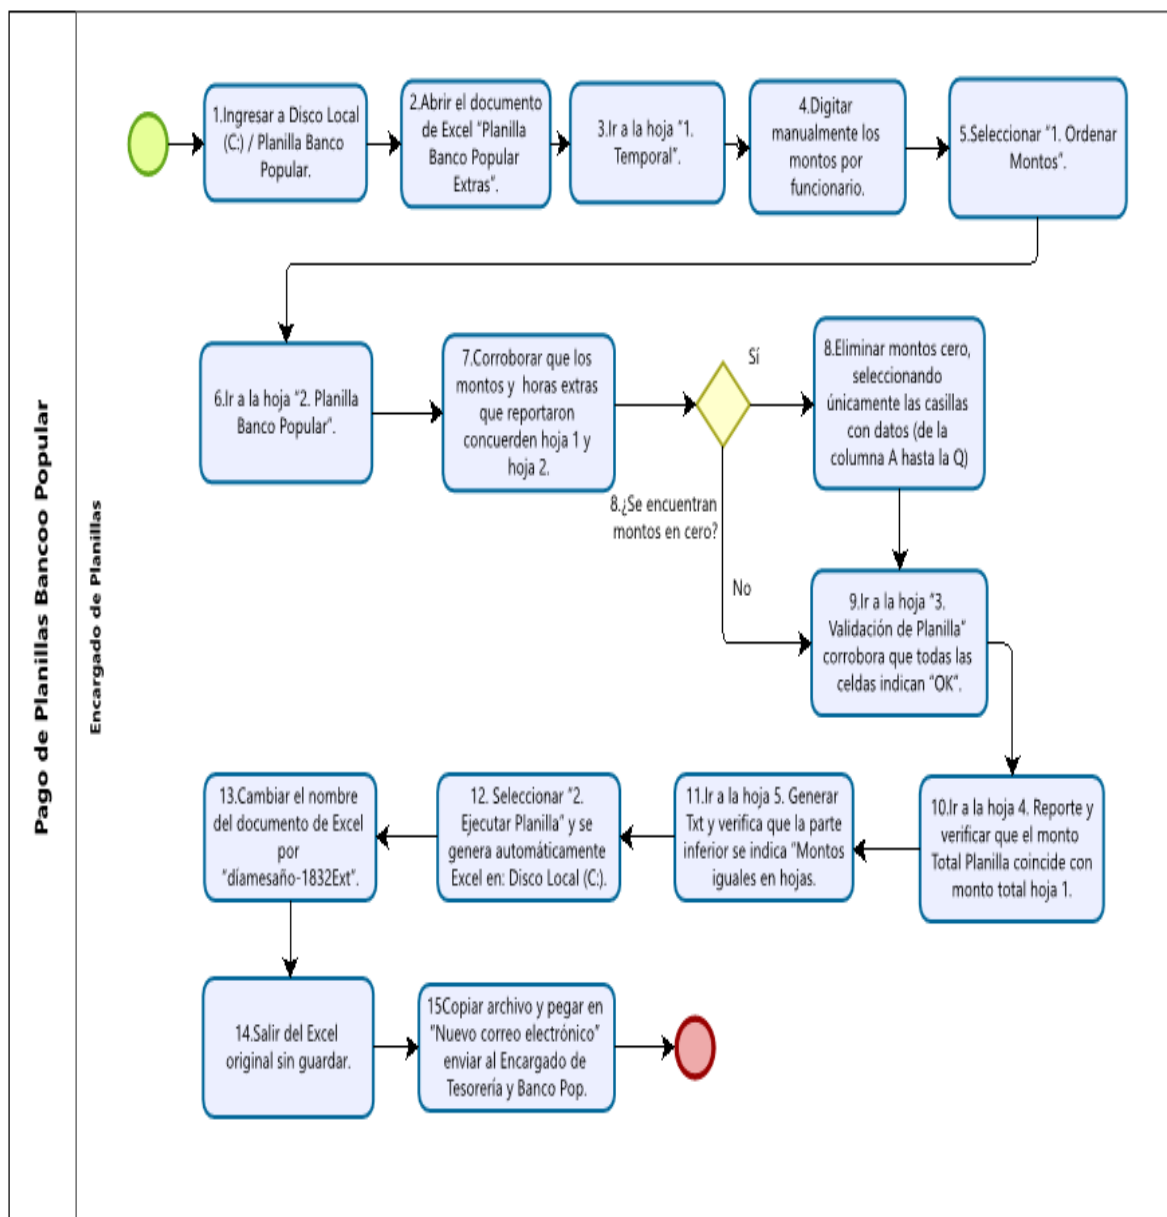 Pago de Planillas Bancoo Popular
Encargado de Planillas
1.Ingresar a Disco Local
(C:) / Planilla Banco
Popular.
2.Abrir el documento
de Excel "Planilla
Banco Popular
Extras".
3.Ir a la hoja "1.
Temporal".
4.Digitar
manualmente los
montos por
funcionario.
5.Seleccionar "1. Ordenar
Montos".
6.Ir a la hoja "2. Planilla
Banco Popular".
7.Corroborar que los
montos y horas extras
que reportaron
concuerden hoja 1 y
hoja 2.
8.¿Se encuentran
montos en cero?
Sí
8.Eliminar montos cero,
seleccionando
únicamente las casillas
con datos (de la
columna A hasta la Q)
No
9.Ir a la hoja "3.
Validación de Planilla"
corrobora que todas las
celdas indican "OK".
10.Ir a la hoja 4. Reporte y
verificar que el monto
Total Planilla coincide con
monto total hoja 1.
11.Ir a la hoja 5. Generar
Txt y verifica que la parte
inferior se indica "Montos
iguales en hojas.
12. Seleccionar "2.
Ejecutar Planilla" y se
genera automáticamente
Excel en: Disco Local (C:).
13.Cambiar el nombre
del documento de Excel
por
"díamesaño-1832Ext".
14.Salir del Excel
original sin guardar.
15Copiar archivo y pegar en
"Nuevo correo electrónico"
enviar al Encargado de
Tesorería y Banco Pop.